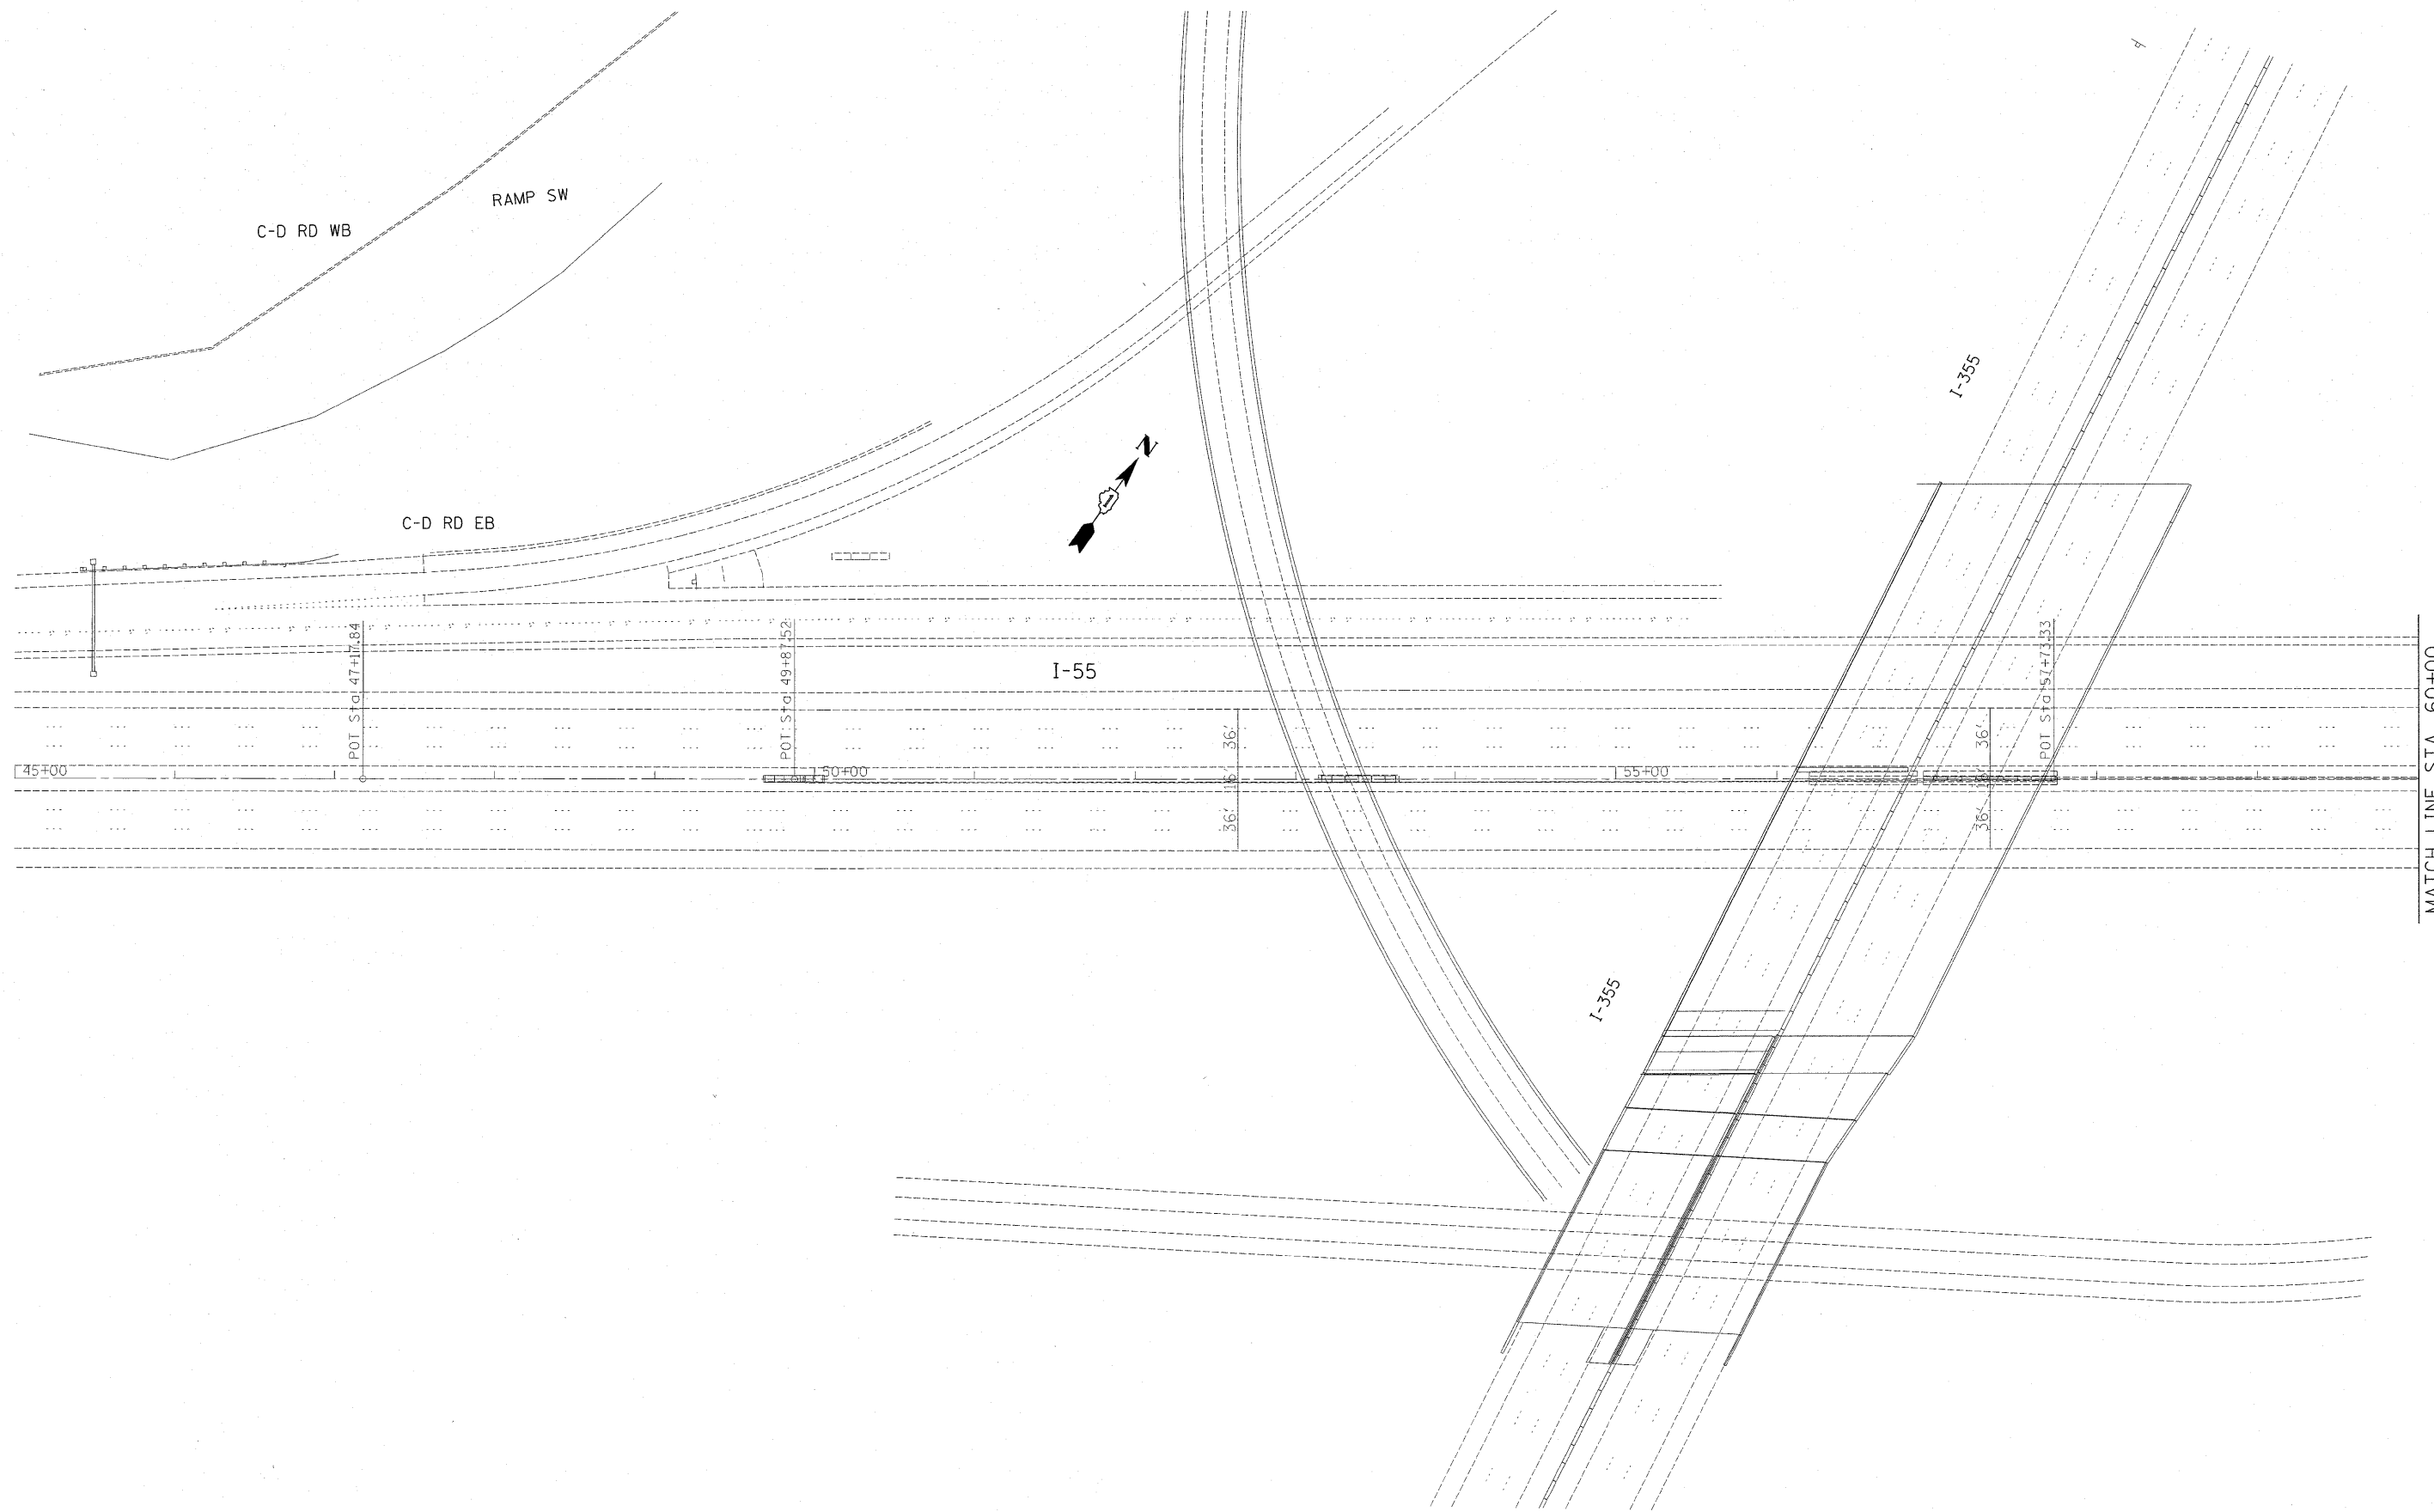 RAMP SW
C-D RD WB
I-355
N
C-D RD EB
POT Sta 47+17.84
POT Sta 49+87.52
I-55
POT Sta 57+73.33
MATCH LINE STA 60+00
36'
36'
45+00
50+00
55+00
16'
36'
36'
I-355